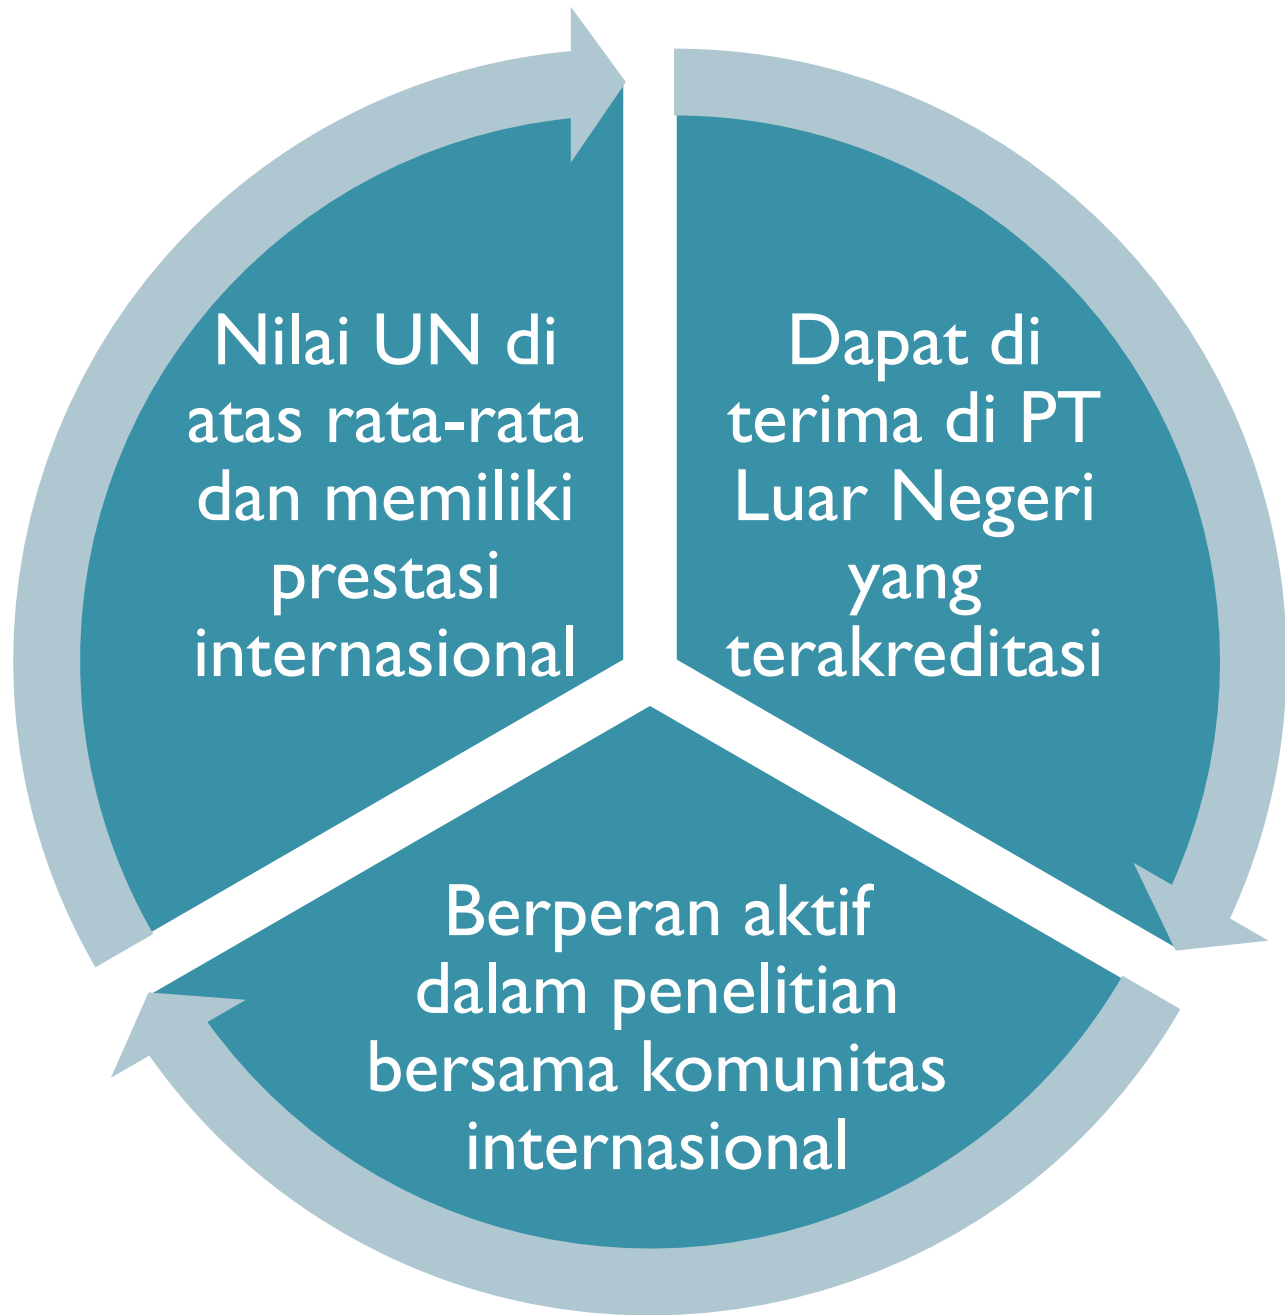 Nilai UN di
atas rata-rata
dan memiliki
prestasi
internasional
Dapat di
terima di PT
Luar Negeri
yang
terakreditasi
Berperan aktif
dalam penelitian
bersama komunitas
internasional